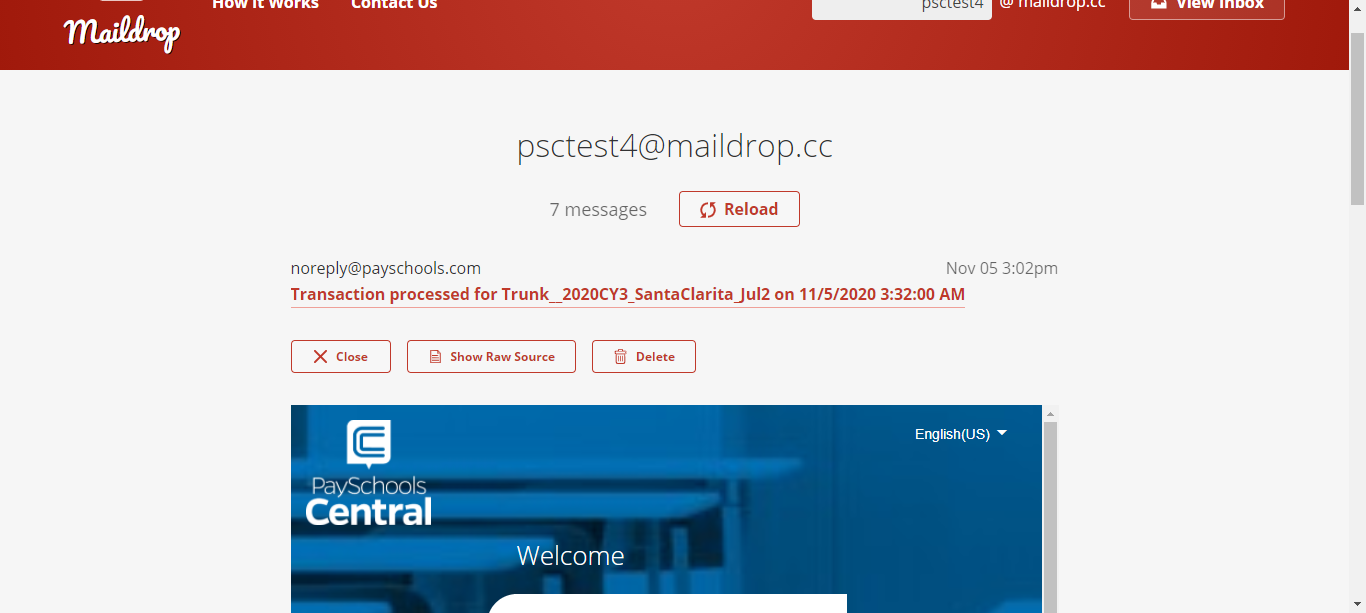 How It Works Contact Us psctest4 @ maildrop.cc View Inbox
Maildrop
psctest4@maildrop.cc
7 messages Reload
noreply@payschools.com Nov 05 3:02pm
Transaction processed for Trunk__2020CY3_SantaClarita_Jul2 on 11/5/2020 3:32:00 AM
Close Show Raw Source Delete
English(US)
PaySchools
Central
Welcome